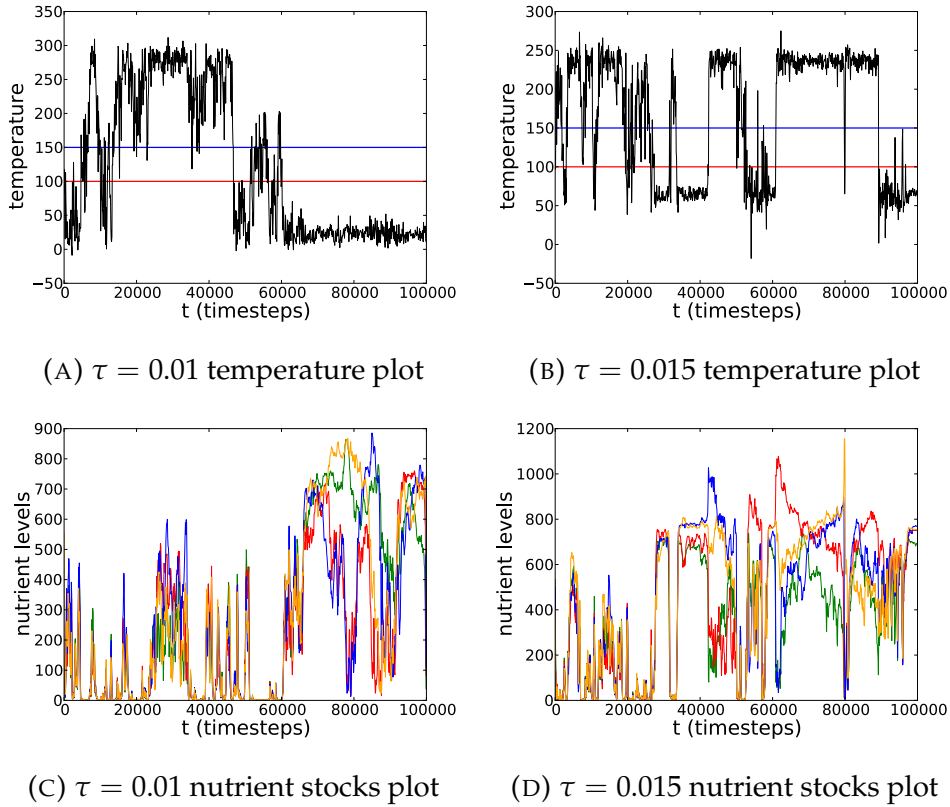 350
300
250
200
150
100
50
0
−50
temperature
0 20000 40000 60000 80000 100000
t (timesteps)
(A) τ = 0.01 temperature plot
300
250
200
150
100
50
0
−50
temperature
0 20000 40000 60000 80000 100000
t (timesteps)
(B) τ = 0.015 temperature plot
900
800
700
600
500
400
300
200
100
0
nutrient levels
0 20000 40000 60000 80000 100000
t (timesteps)
(C) τ = 0.01 nutrient stocks plot
1200
1000
800
600
400
200
0
nutrient levels
0 20000 40000 60000 80000 100000
t (timesteps)
(D) τ = 0.015 nutrient stocks plot